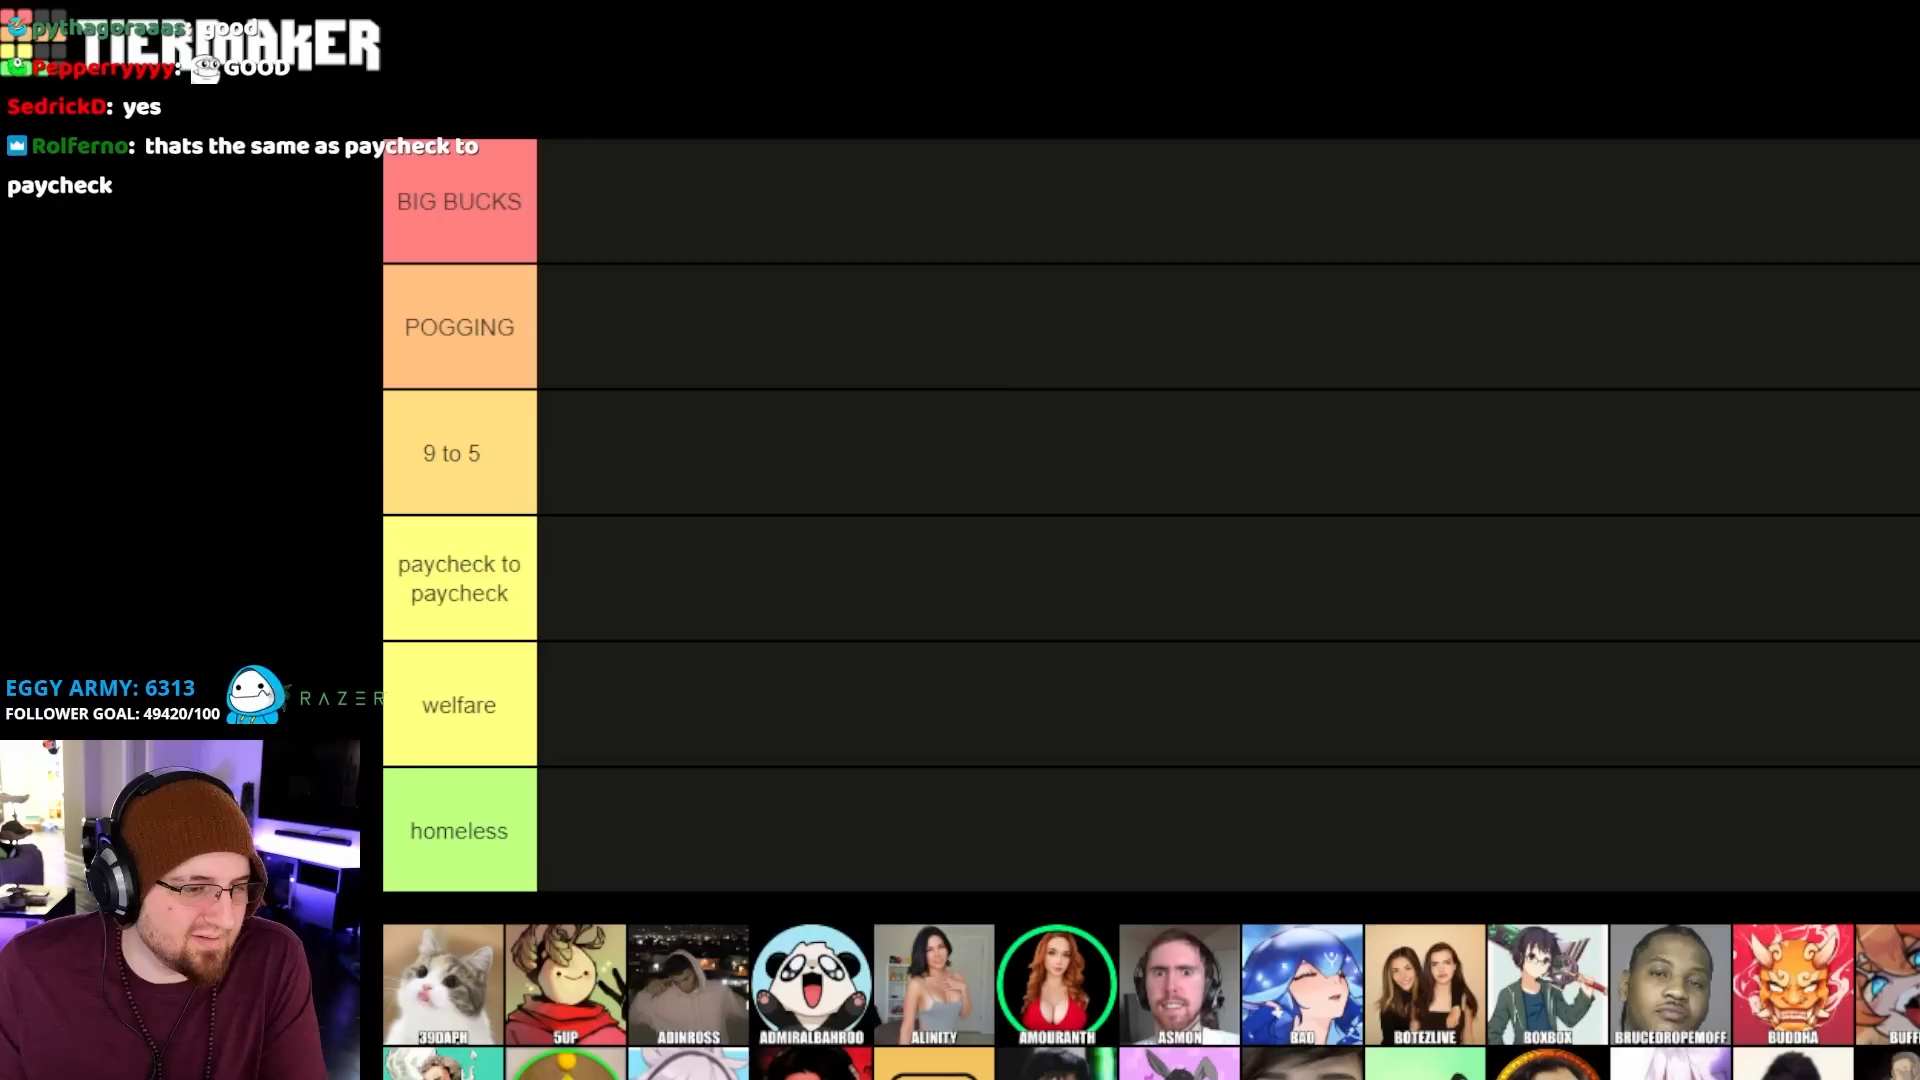 pythagoraaas: good
TIERMAKER
Pepperryyyy: GOOD
SedrickD: yes
Rolferno: thats the same as paycheck to
paycheck
BIG BUCKS
POGGING
9 to 5
paycheck to
paycheck
welfare
homeless
EGGY ARMY: 6313
FOLLOWER GOAL: 49420/100
RAZER
39DAPH
5UP
ADINROSS
ADMIRALBAHROO
ALINITY
AMOURANTH
ASMON
BAO
BOTEZLIVE
BOXBOX
BRUCEDROPEMOFF
BUDDHA
BUFF